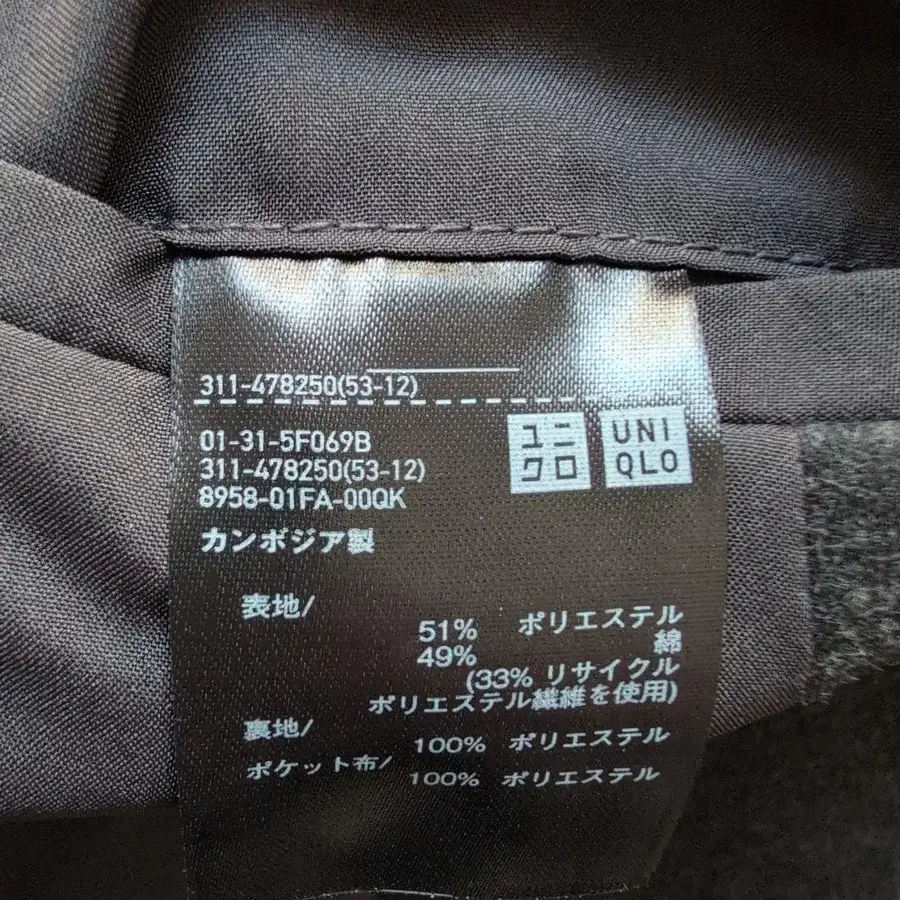 311-478250(53-12)
01-31-5F069B
311-478250(53-12)
8958-01FA-00QK
カンボジア製
ユニ
クロ
UNI
QLO
表地/
51% ポリエステル
49% 綿
(33% リサイクル
ポリエステル繊維を使用)
裏地/
100% ポリエステル
ポケット布/ 100% ポリエステル